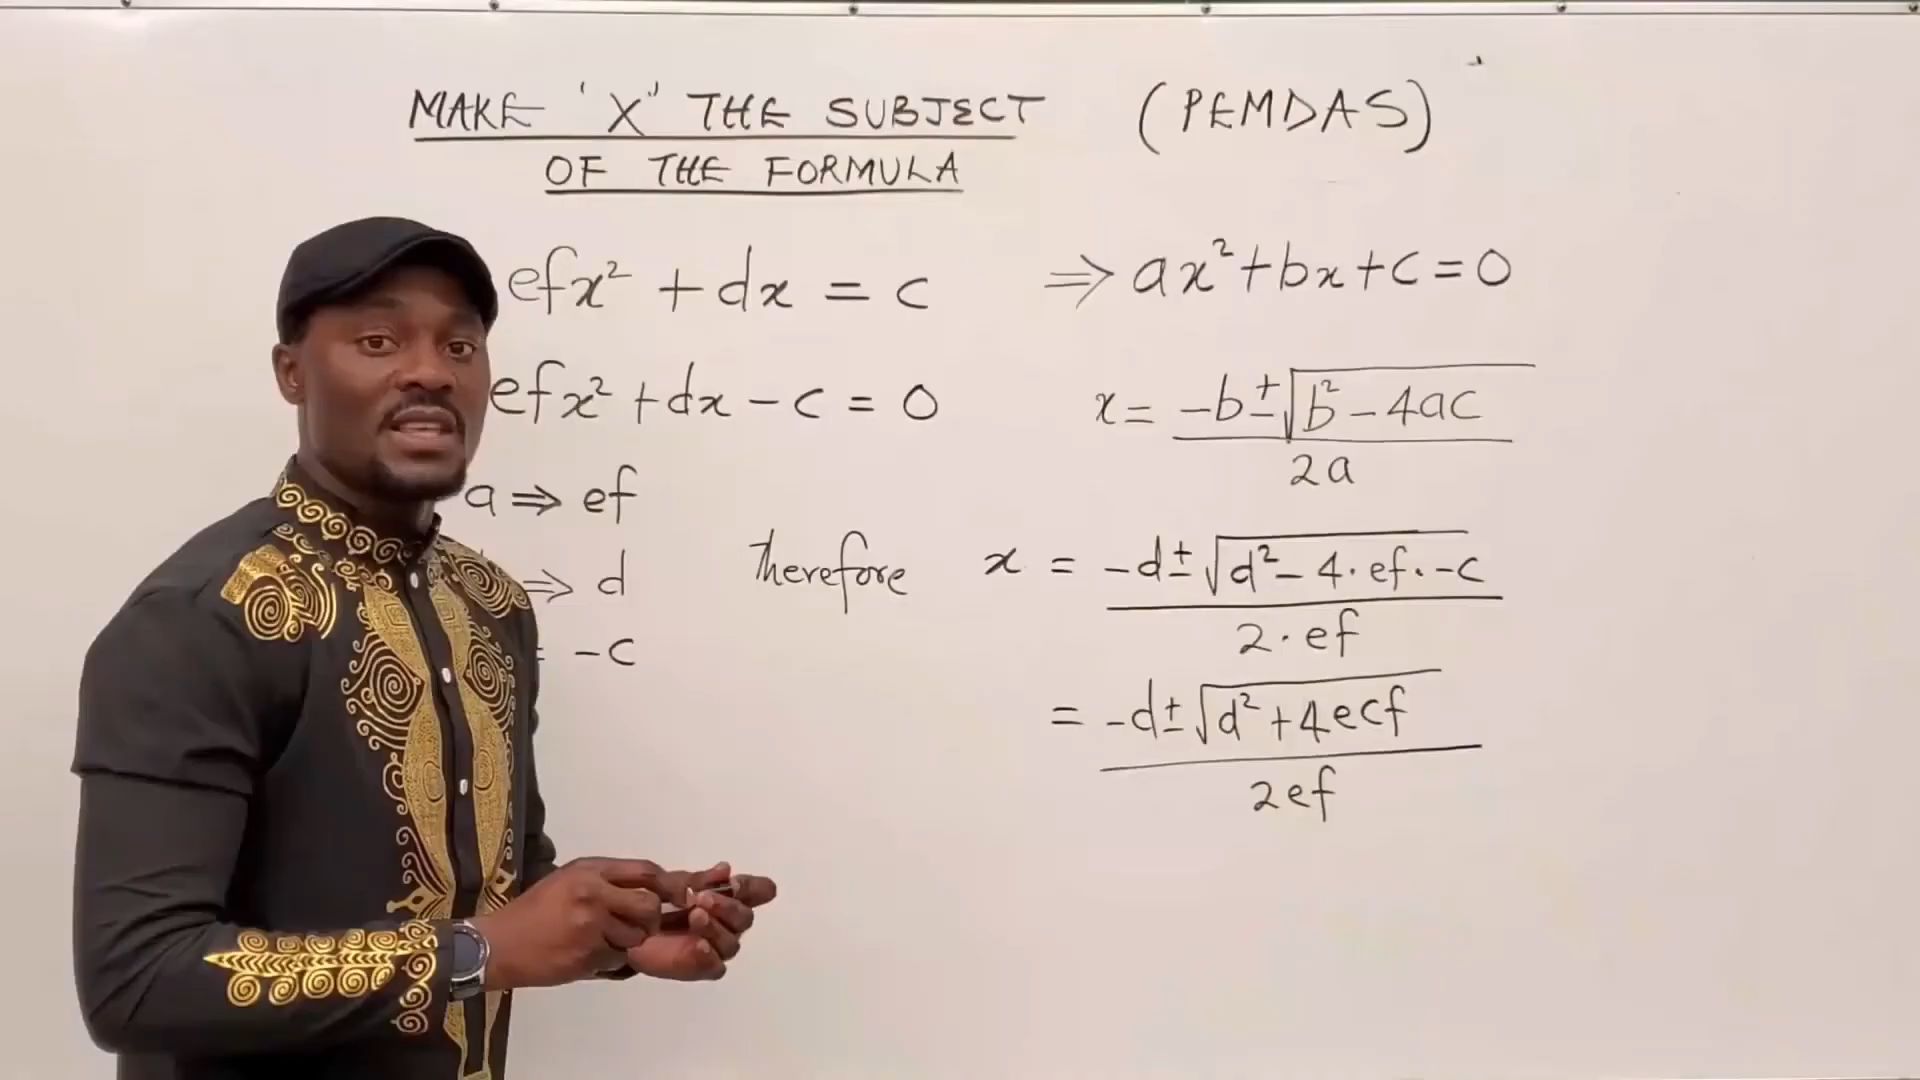 MAKE 'X' THE SUBJECT
OF THE FORMULA
(PEMDAS)
efx² + dx = c
efx² + dx - c = 0
a ⇒ ef
⇒ d
= -c
⇒ ax² + bx + c = 0
x = -b ± √b² - 4ac
2a
therefore x = -d ± √d² - 4 · ef · -c
2 · ef
= -d ± √d² + 4ecf
2ef